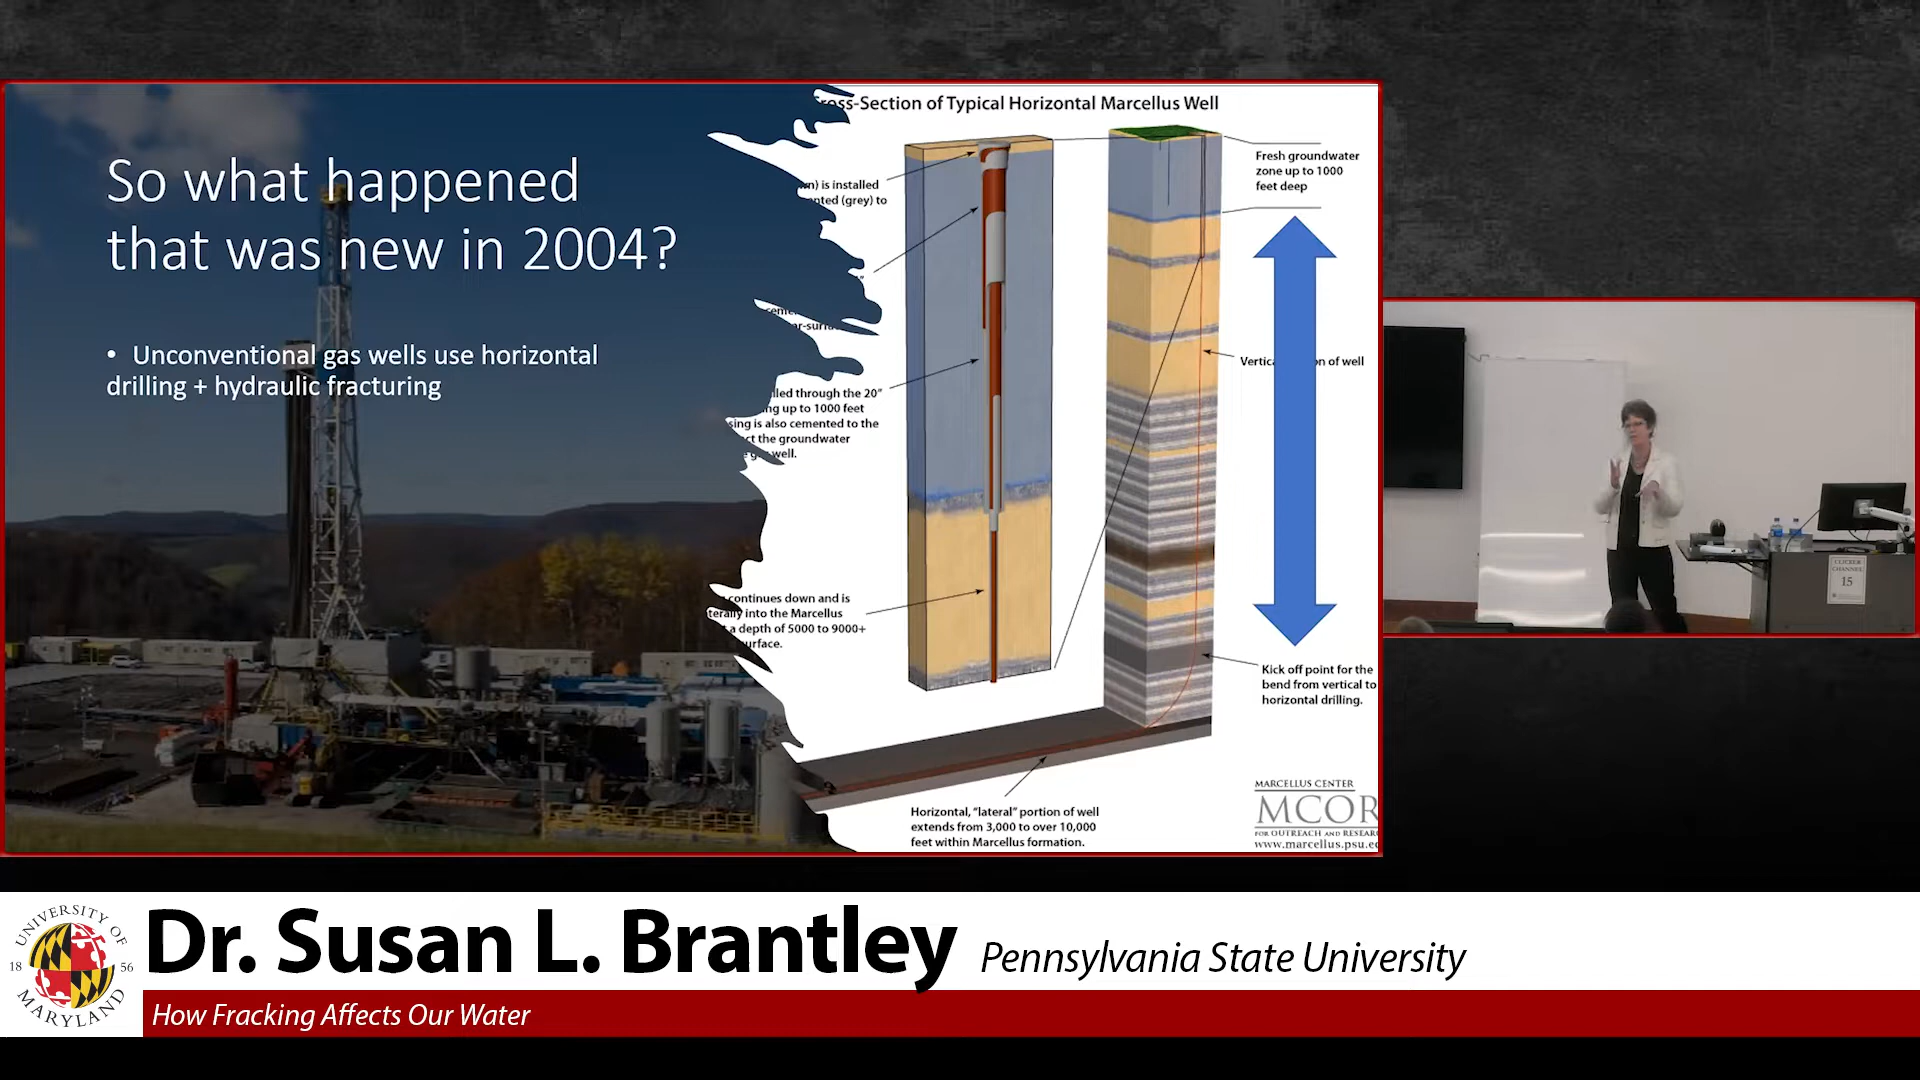 So what happened
that was new in 2004?
• Unconventional gas wells use horizontal
drilling + hydraulic fracturing
Cross-Section of Typical Horizontal Marcellus Well
is installed
(grey) to
through the 20"
up to 1000 feet
is also cemented to the
the groundwater
well.
continues down and is
into the Marcellus
a depth of 5000 to 9000+
Fresh groundwater
zone up to 1000
feet deep
of well
Kick off point for the
bend from vertical to
horizontal drilling.
Horizontal, "lateral" portion of well
extends from 3,000 to over 10,000
feet within Marcellus formation.
MARCELLUS CENTER
MCOR
FOR OUTREACH AND
www.marcellus.psu.e
CLICKER
CHANNEL
15
UNIVERSITY OF
18 56
MARYLAND
Dr. Susan L. Brantley Pennsylvania State University
How Fracking Affects Our Water